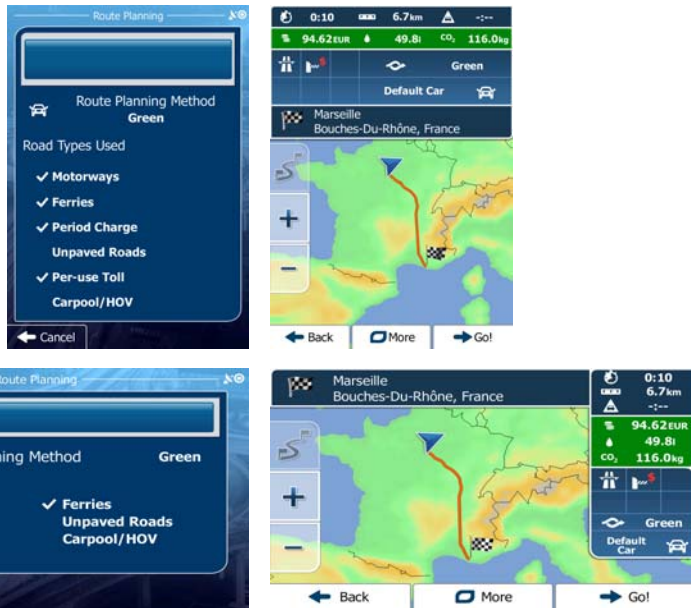 Route Planning
Route Planning Method
Green
Road Types Used
Motorways
Ferries
Period Charge
Unpaved Roads
Per-use Toll
Carpool/HOV
Cancel
0:10
6.7km
-:--
94.62EUR
49.8l
CO₂ 116.0kg
Green
Default Car
Marseille
Bouches-Du-Rhône, France
Back
More
Go!
Route Planning
ning Method Green
Ferries
Unpaved Roads
Carpool/HOV
Marseille
Bouches-Du-Rhône, France
0:10
6.7km
-:--
94.62EUR
49.8l
CO₂ 116.0kg
Green
Default
Car
Back
More
Go!